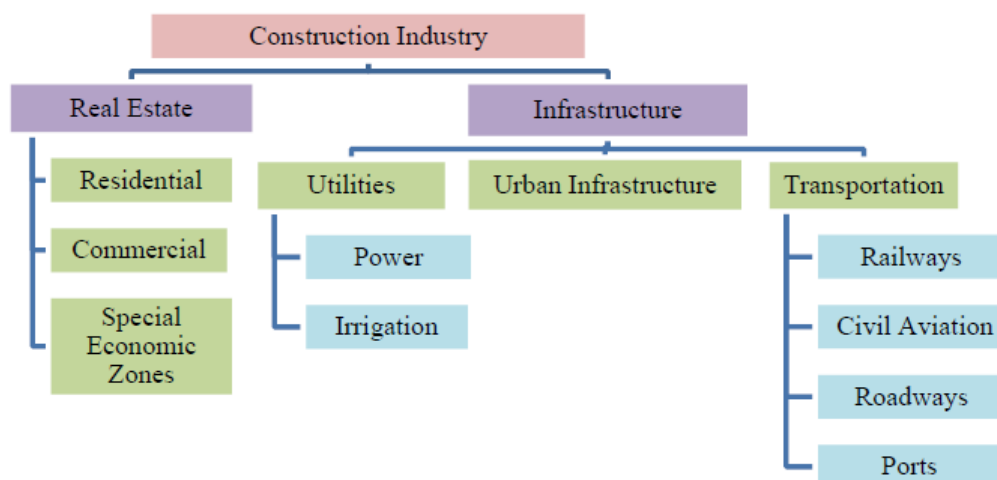 Construction Industry
Real Estate
Infrastructure
Residential
Commercial
Special
Economic
Zones
Utilities
Urban Infrastructure
Transportation
Power
Irrigation
Railways
Civil Aviation
Roadways
Ports